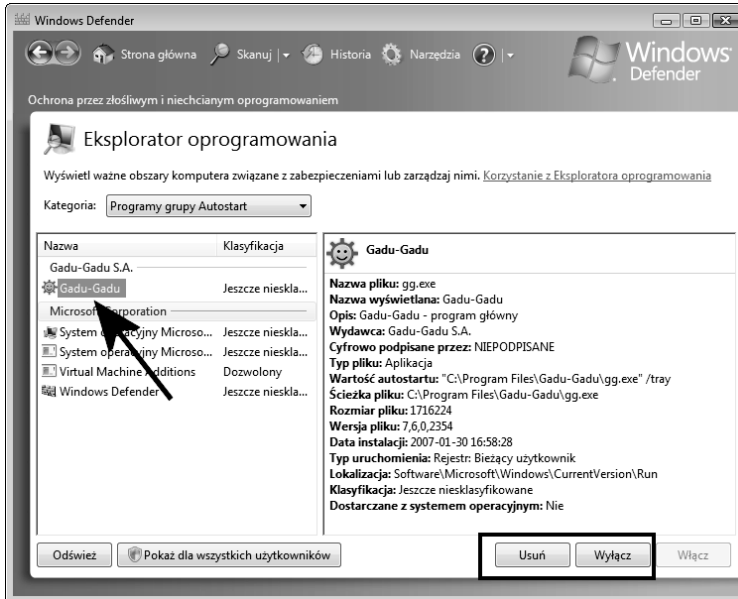 Windows Defender
Strona główna Skanuj Historia Narzędzia
Windows
Defender
Ochrona przez złośliwym i niechcianym oprogramowaniem
Eksplorator oprogramowania
Wyświetl ważne obszary komputera związane z zabezpieczeniami lub zarządzaj nimi. Korzystanie z Eksploratora oprogramowania
Kategoria: Programy grupy Autostart
Nazwa Klasyfikacja
Gadu-Gadu S.A.
Gadu-Gadu Jeszcze nieskla...
Microsoft Corporation
System operacyjny Microso... Jeszcze nieskla...
System operacyjny Microso... Jeszcze nieskla...
Virtual Machine Additions Dozwolony
Windows Defender Jeszcze nieskla...
Gadu-Gadu
Nazwa pliku: gg.exe
Nazwa wyświetlana: Gadu-Gadu
Opis: Gadu-Gadu - program główny
Wydawca: Gadu-Gadu S.A.
Cyfrowo podpisane przez: NIEPODPISANE
Typ pliku: Aplikacja
Wartość autostartu: "C:\Program Files\Gadu-Gadu\gg.exe" /tray
Ścieżka pliku: C:\Program Files\Gadu-Gadu\gg.exe
Rozmiar pliku: 1716224
Wersja pliku: 7,6,0,2354
Data instalacji: 2007-01-30 16:58:28
Typ uruchomienia: Rejestr: Bieżący użytkownik
Lokalizacja: Software\Microsoft\Windows\CurrentVersion\Run
Klasyfikacja: Jeszcze niesklasyfikowane
Dostarczane z systemem operacyjnym: Nie
Odśwież Pokaż dla wszystkich użytkowników Usuń Wyłącz Włącz